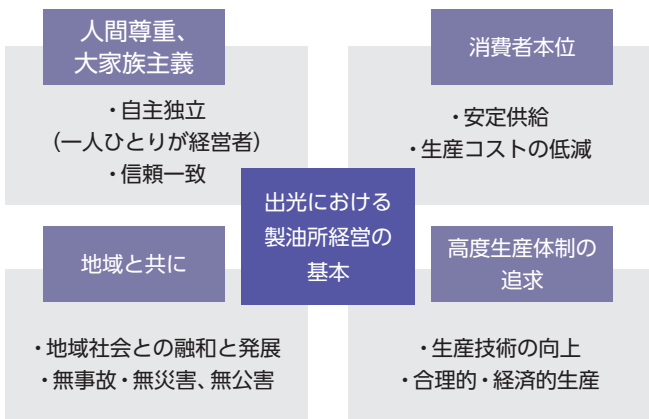 人間尊重、
大家族主義
・自主独立
(一人ひとりが経営者)
・信頼一致
消費者本位
・安定供給
・生産コストの低減
出光における
製油所経営の
基本
地域と共に
・地域社会との融和と発展
・無事故・無災害、無公害
高度生産体制の
追求
・生産技術の向上
・合理的・経済的生産